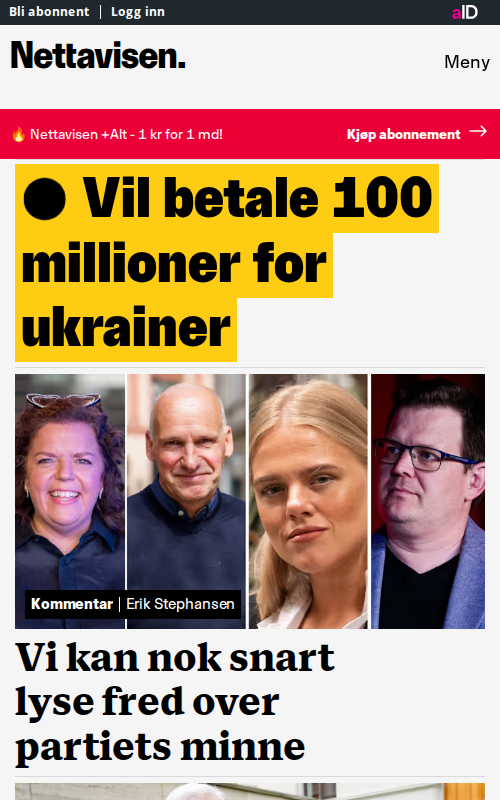 Bli abonnent | Logg inn
aID
Nettavisen.
Meny
🔥 Nettavisen +Alt - 1 kr for 1 md!
Kjøp abonnement →
● Vil betale 100
millioner for
ukrainer
Kommentar | Erik Stephansen
Vi kan nok snart
lyse fred over
partiets minne